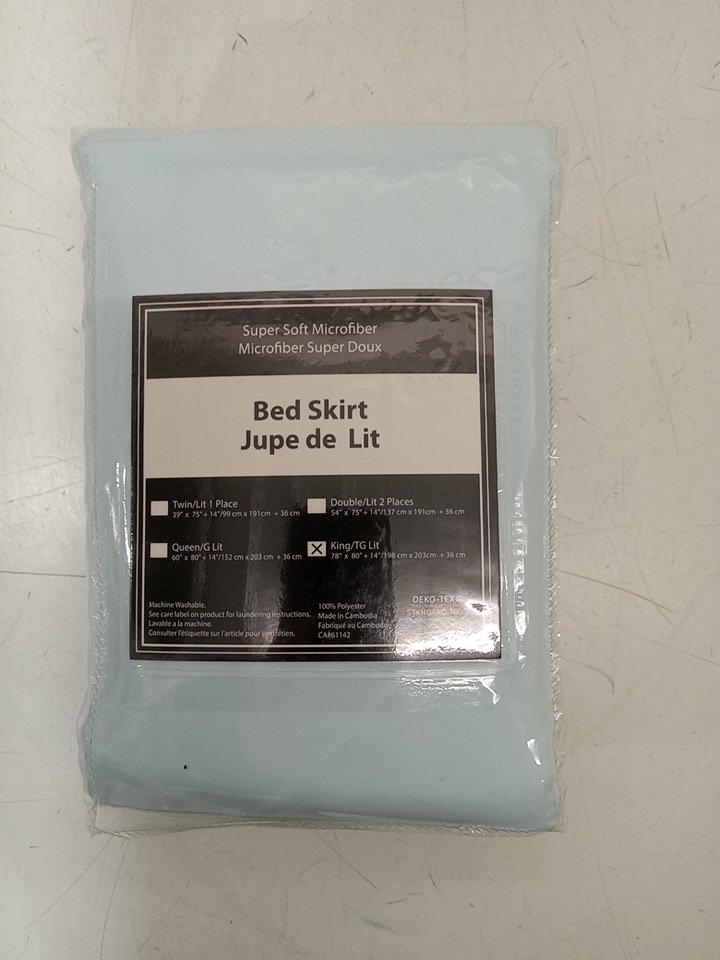 Super Soft Microfiber
Microfiber Super Doux
Bed Skirt
Jupe de Lit
Twin/Lit 1 Place
39" x 75"+ 14"/99 cm x 191cm + 36 cm
Double/Lit 2 Places
54" x 75"+ 14"/137 cm x 191cm + 36 cm
Queen/G Lit
60" x 80"+ 14"/152 cm x 203 cm + 36 cm
King/TG Lit
78" x 80"+ 14"/198 cm x 203cm + 36 cm
Machine Washable.
See care label on product for laundering instructions.
Lavable a la machine.
Consulter l'étiquette sur l'article pour l'entretien.
100% Polyester
Made in Cambodia
Fabriqué au Cambodge
CA#61142
OEKO-TEX®
STANDARD 100